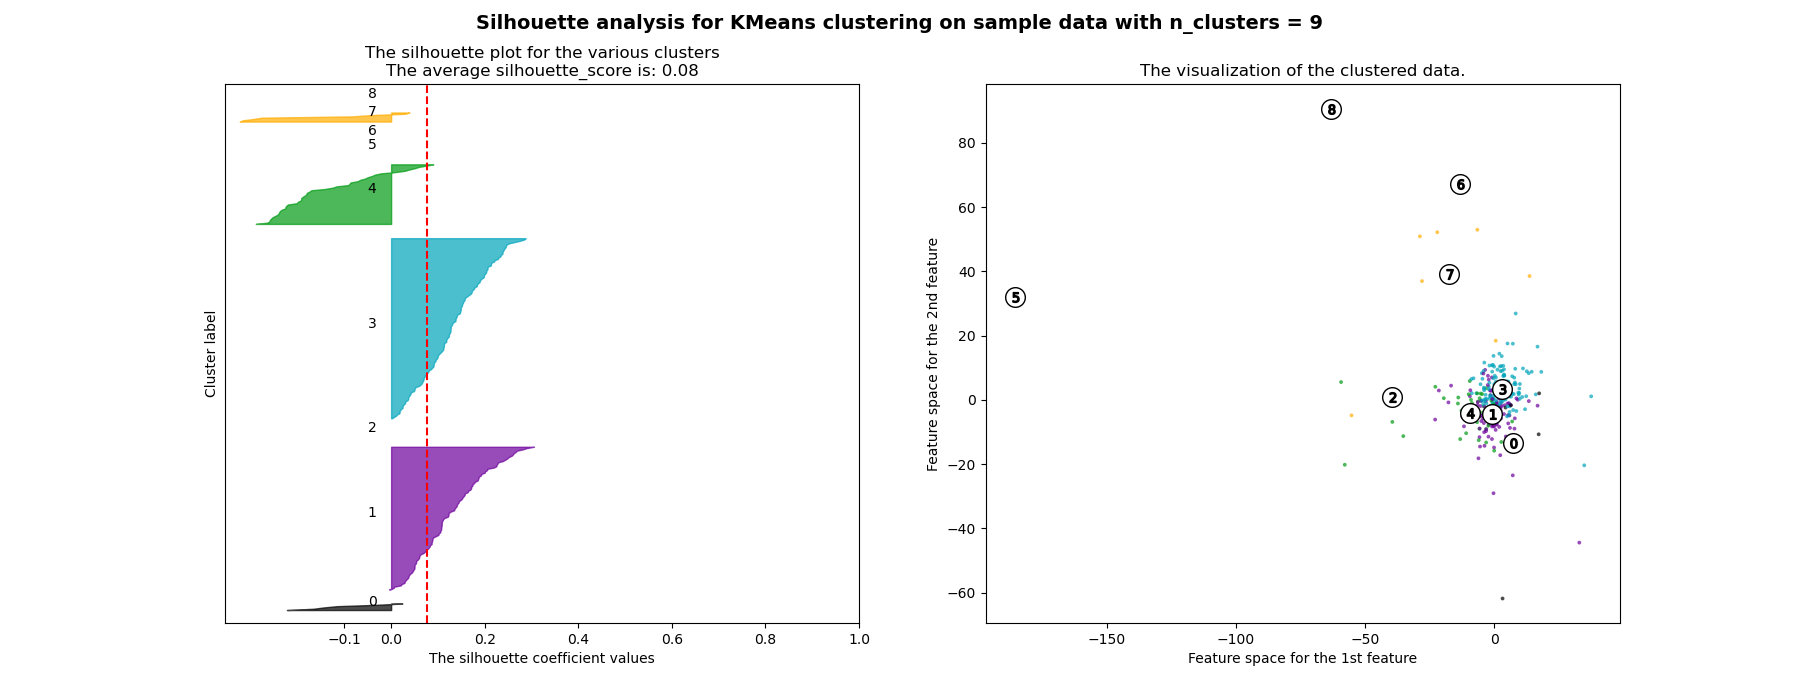 Silhouette analysis for KMeans clustering on sample data with n_clusters = 9
The silhouette plot for the various clusters
The average silhouette_score is: 0.08
8
7
6
5
4
3
2
1
0
Cluster label
−0.1 0.0 0.2 0.4 0.6 0.8 1.0
The silhouette coefficient values
The visualization of the clustered data.
80
60
40
20
0
−20
−40
−60
Feature space for the 2nd feature
8
6
7
5
2
3
4
1
0
−150 −100 −50 0
Feature space for the 1st feature